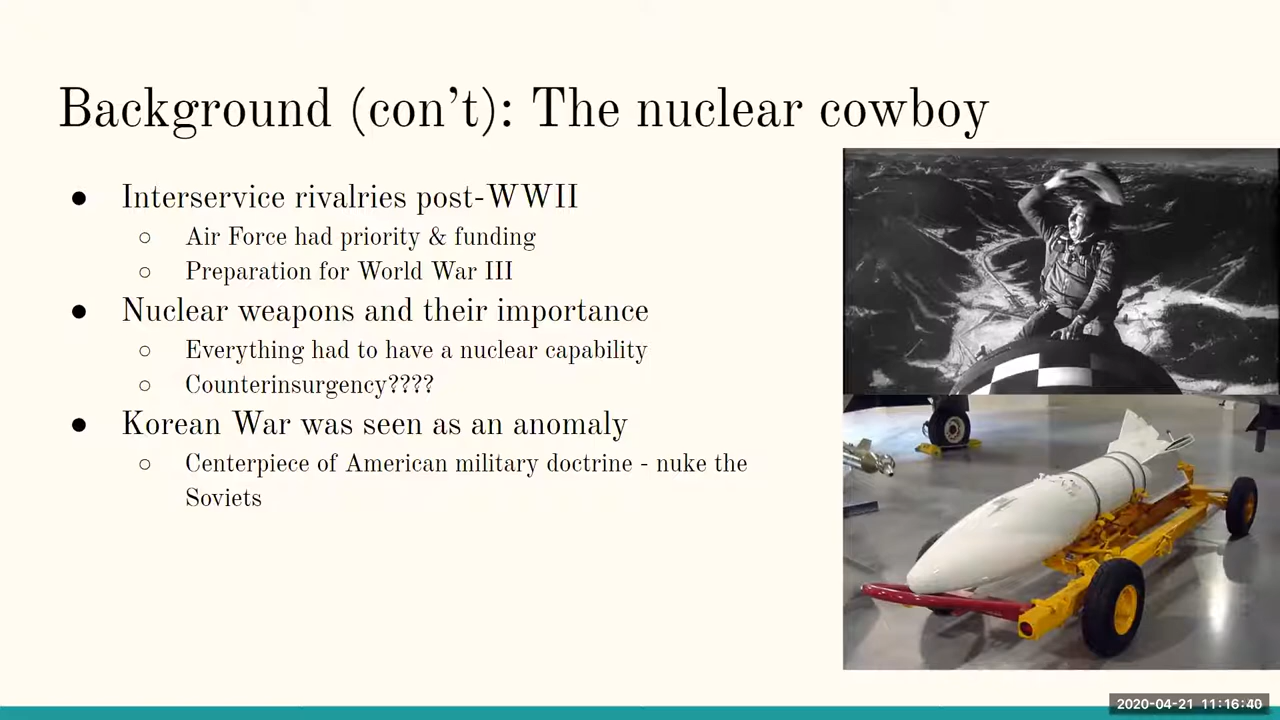 Background (con't): The nuclear cowboy
● Interservice rivalries post-WWII
○ Air Force had priority & funding
○ Preparation for World War III
● Nuclear weapons and their importance
○ Everything had to have a nuclear capability
○ Counterinsurgency????
● Korean War was seen as an anomaly
○ Centerpiece of American military doctrine - nuke the
Soviets
2020-04-21 11:16:40